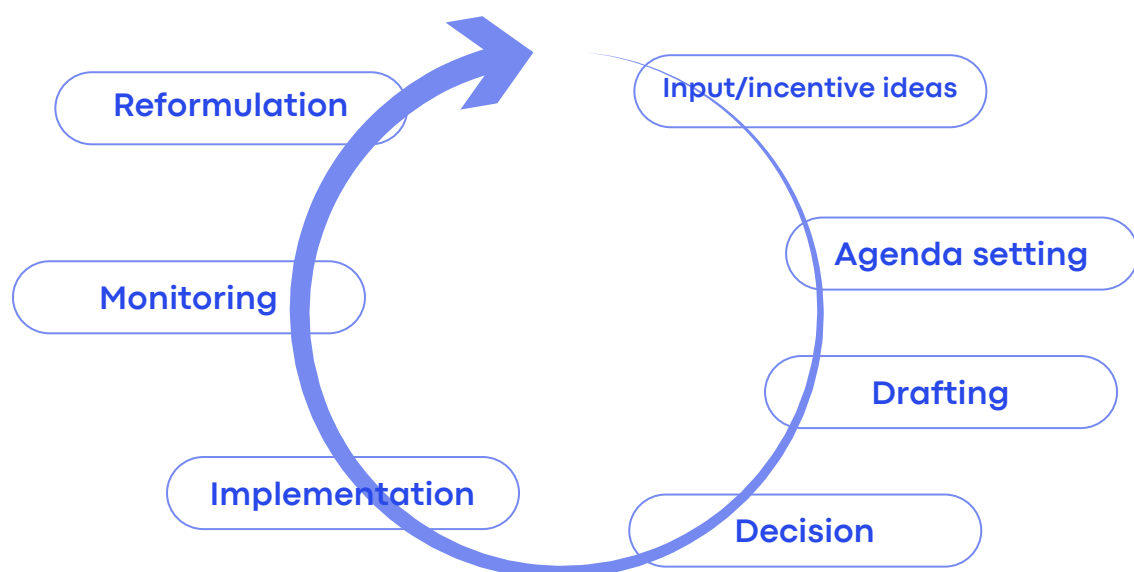 Input/incentive ideas
Agenda setting
Drafting
Decision
Implementation
Monitoring
Reformulation